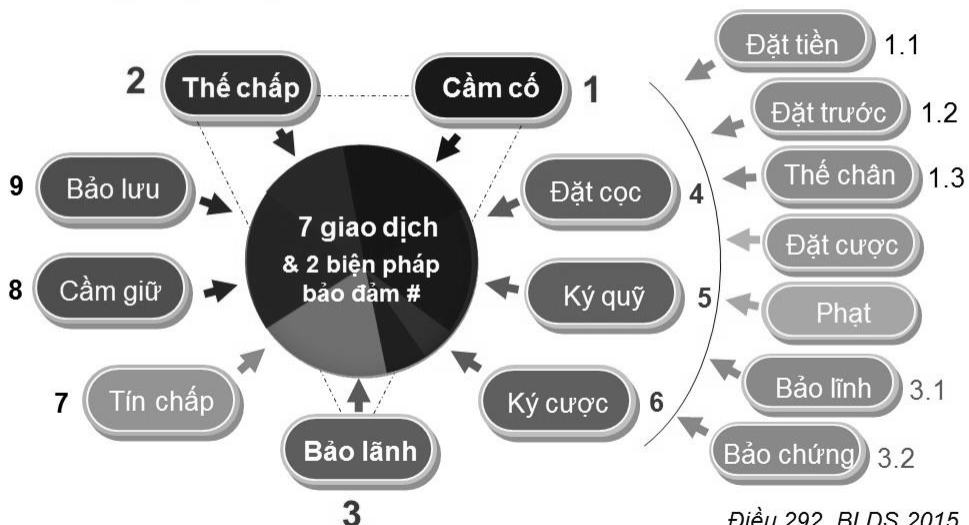 2 Thế chấp
Cầm cố 1
Đặt tiền 1.1
Đặt trước 1.2
Thế chân 1.3
Đặt cược
Phạt
Bảo lĩnh 3.1
Bảo chứng 3.2
9 Bảo lưu
8 Cầm giữ
7 Tín chấp
7 giao dịch
& 2 biện pháp
bảo đảm #
Đặt cọc 4
Ký quỹ 5
Ký cược 6
Bảo lãnh
3
Điều 292, BLDS 2015